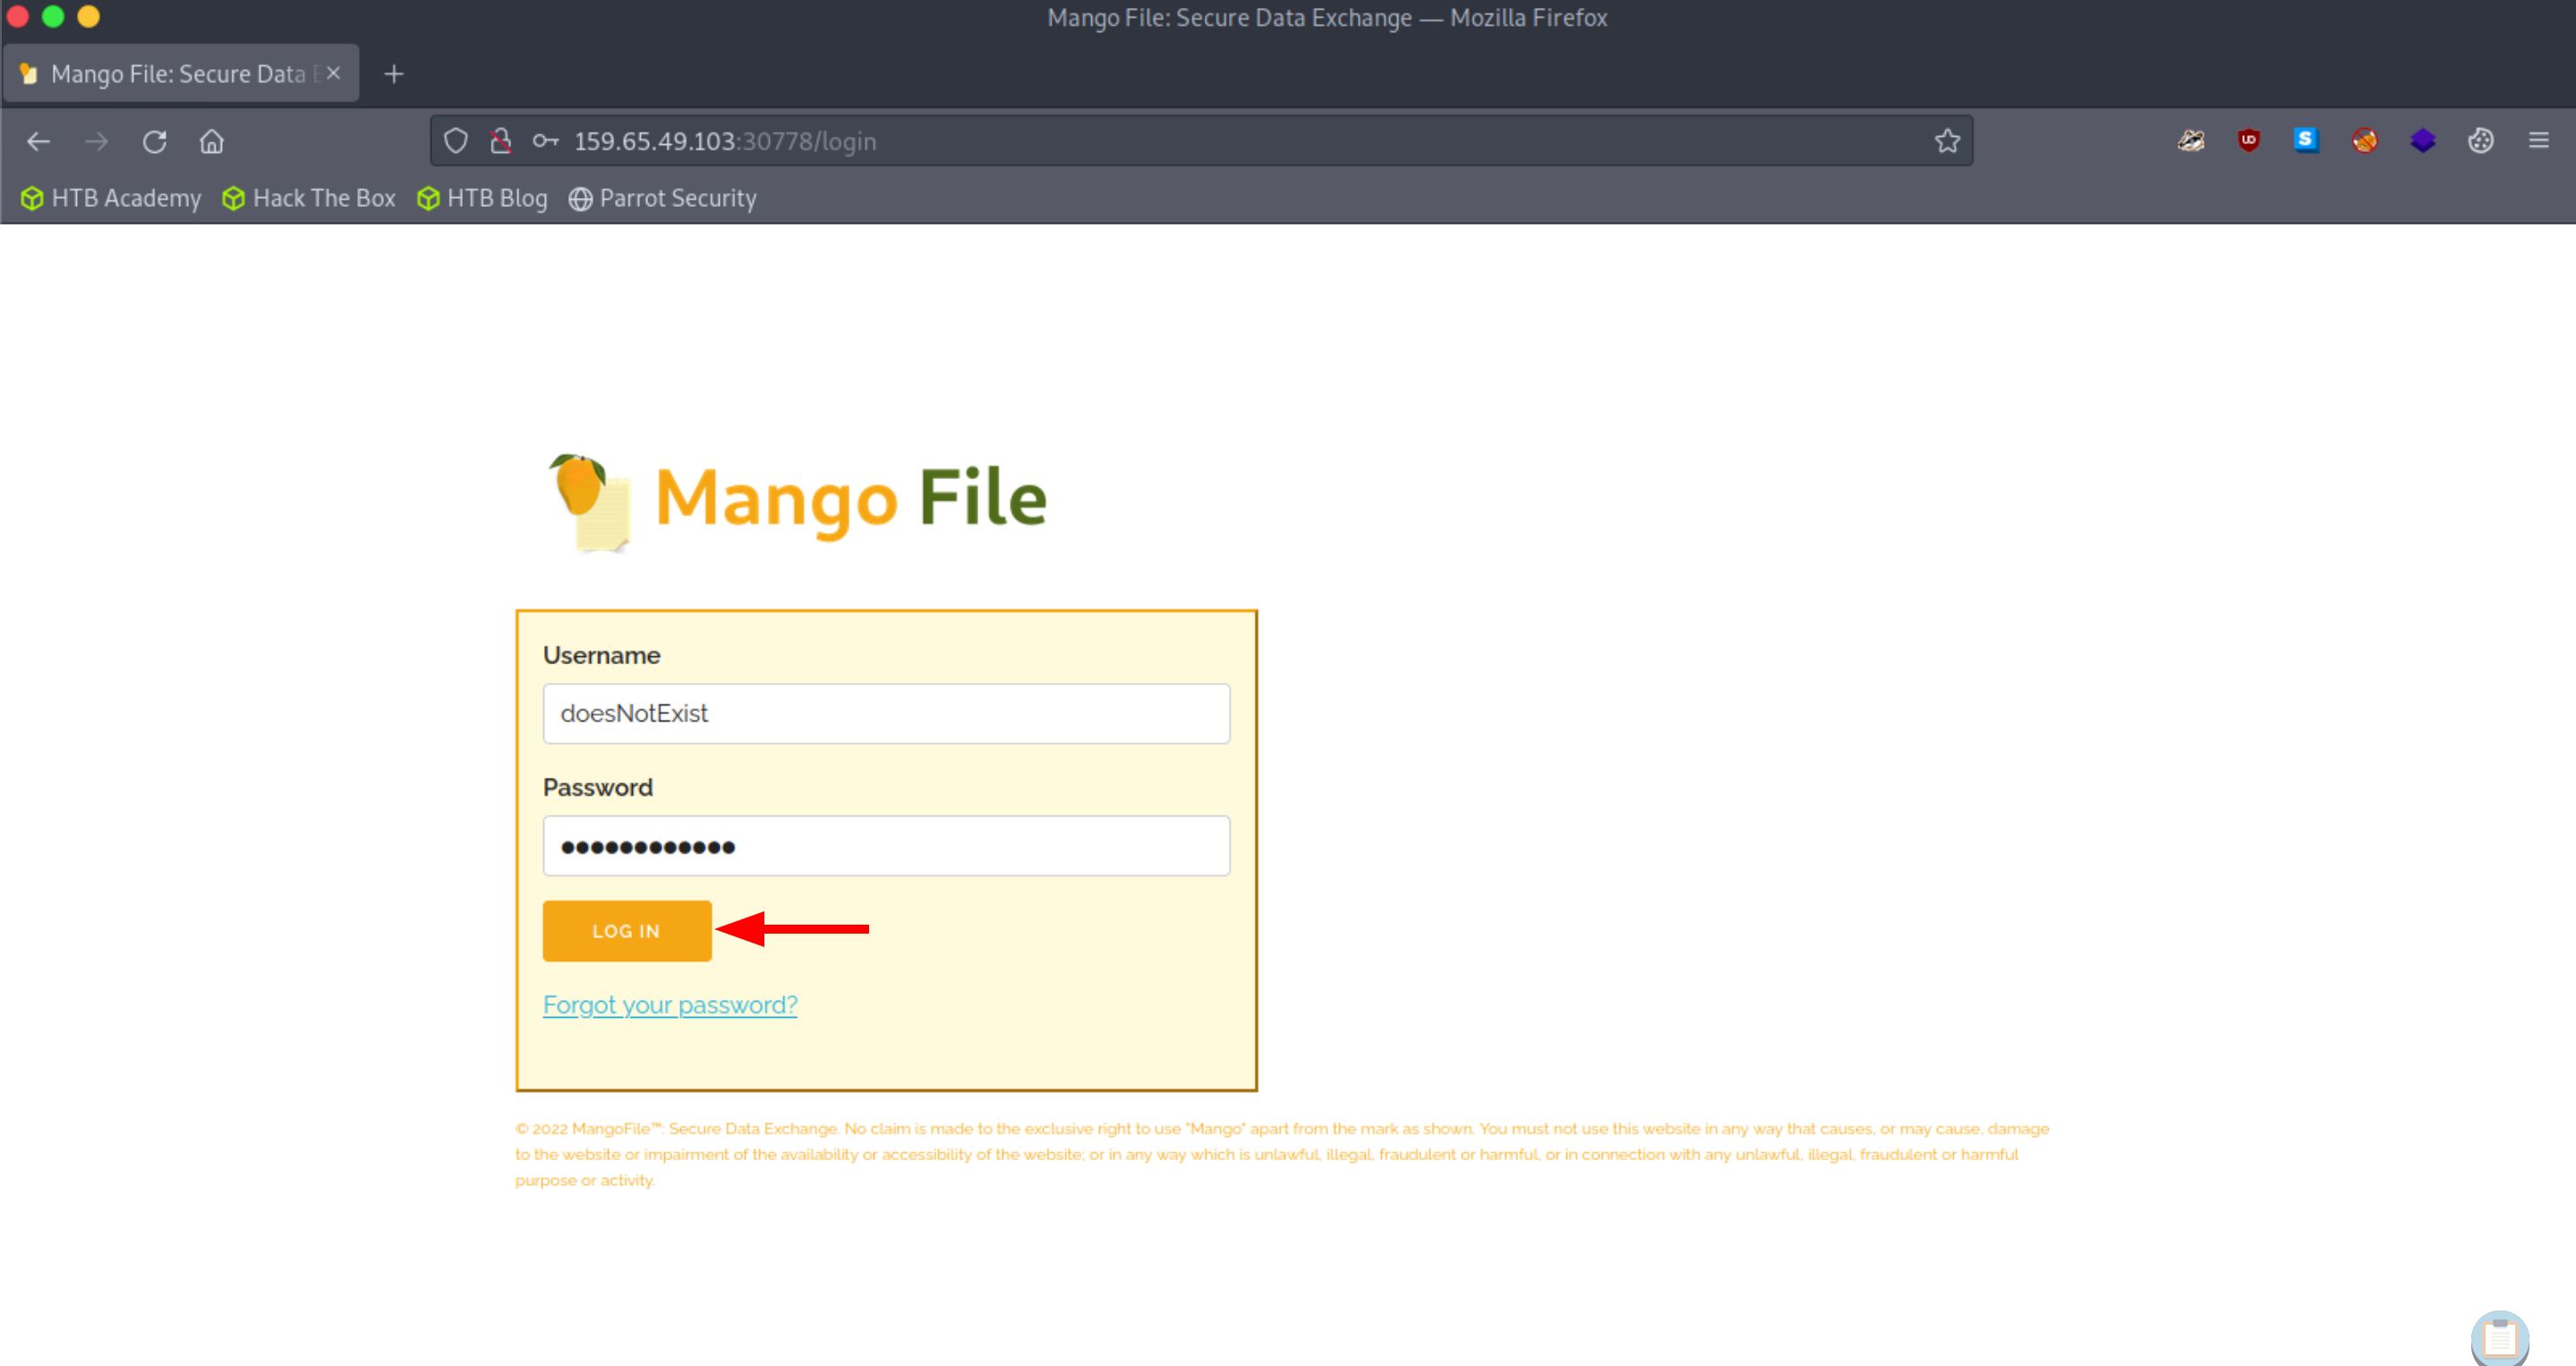 Mango File: Secure Data Exchange — Mozilla Firefox
Mango File: Secure Data
159.65.49.103:30778/login
HTB Academy Hack The Box HTB Blog Parrot Security
Mango File
Username
doesNotExist
Password
••••••••••••
LOG IN
Forgot your password?
© 2022 MangoFile™: Secure Data Exchange. No claim is made to the exclusive right to use "Mango" apart from the mark as shown. You must not use this website in any way that causes, or may cause, damage
to the website or impairment of the availability or accessibility of the website; or in any way which is unlawful, illegal, fraudulent or harmful, or in connection with any unlawful, illegal, fraudulent or harmful
purpose or activity.